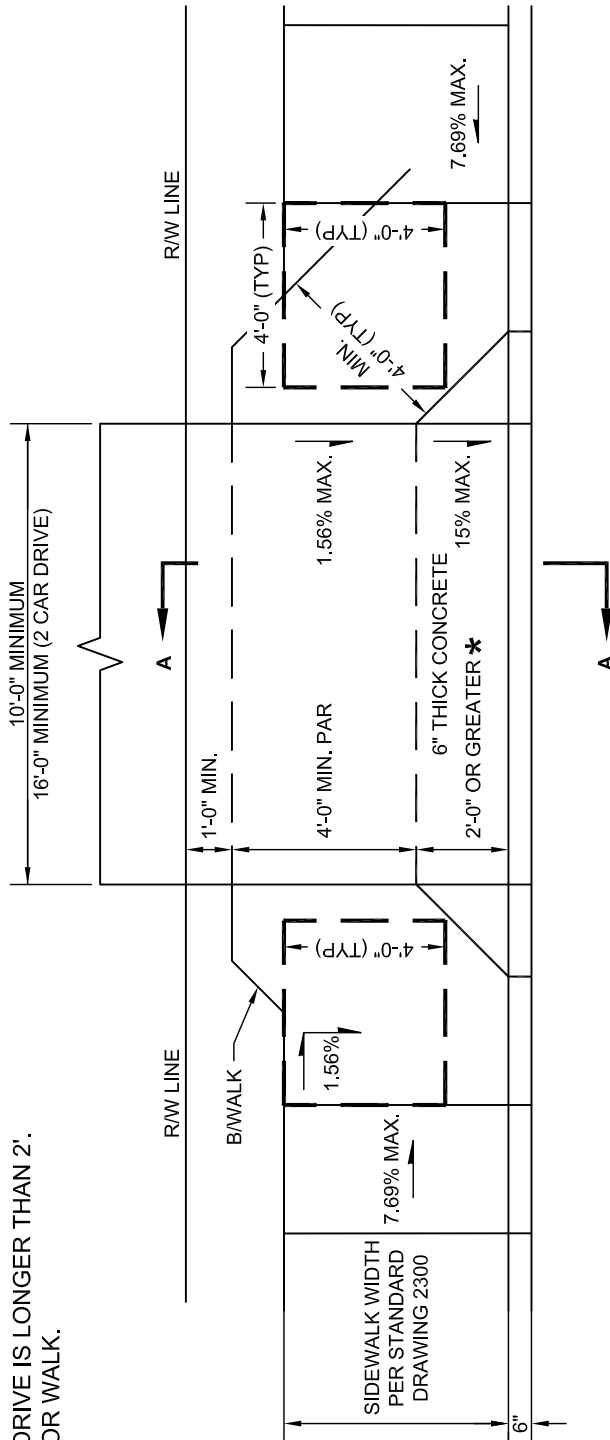 DRIVE IS LONGER THAN 2'.
OR WALK.
10'-0" MINIMUM
16'-0" MINIMUM (2 CAR DRIVE)
R/W LINE
R/W LINE
A
B/WALK
1'-0" MIN.
4'-0" (TYP)
4'-0" (TYP)
4'-0" (TYP)
MIN.
4'-0" (TYP)
4'-0" MIN. PAR
1.56% MAX.
1.56%
7.69% MAX.
7.69% MAX.
SIDEWALK WIDTH
PER STANDARD
DRAWING 2300
6" THICK CONCRETE
2'-0" OR GREATER *
15% MAX.
6"
A